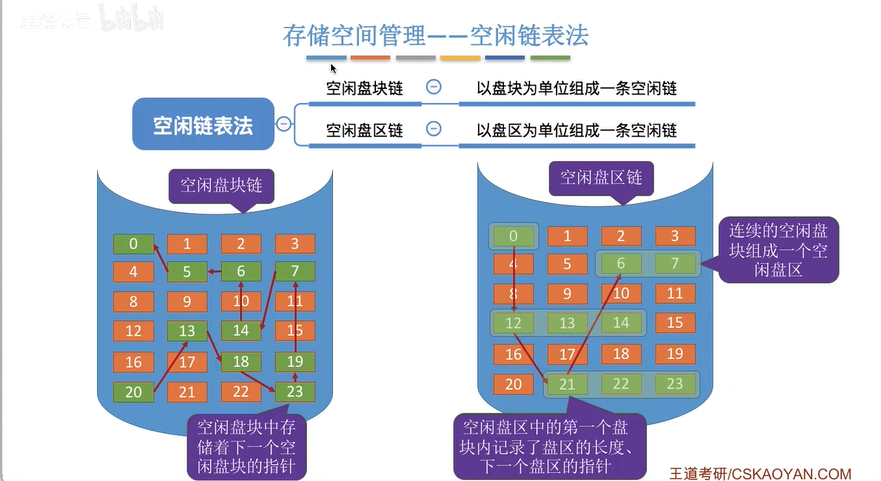 王道考研 bilibili
存储空间管理——空闲链表法
空闲链表法
空闲盘块链
以盘块为单位组成一条空闲链
空闲盘区链
以盘区为单位组成一条空闲链
空闲盘块链
0 1 2 3
4 5 6 7
8 9 10 11
12 13 14 15
16 17 18 19
20 21 22 23
空闲盘块中存
储着下一个空
闲盘块的指针
空闲盘区链
0 1 2 3
4 5 6 7
8 9 10 11
12 13 14 15
16 17 18 19
20 21 22 23
连续的空闲盘
块组成一个空
闲盘区
空闲盘区中的第一个盘
块内记录了盘区的长度、
下一个盘区的指针
王道考研/CSKAOYAN.COM